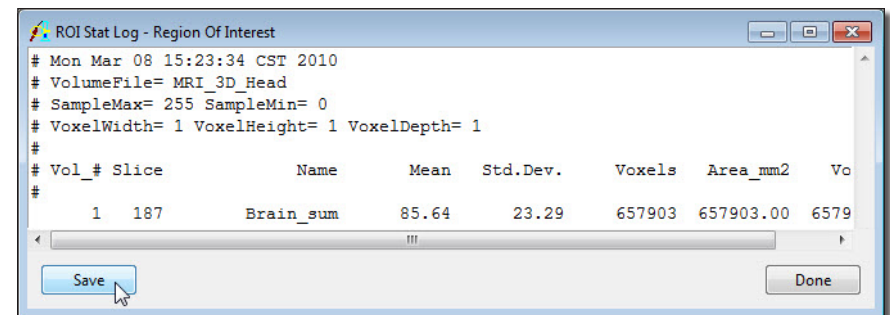 ROI Stat Log - Region Of Interest
# Mon Mar 08 15:23:34 CST 2010
# VolumeFile= MRI_3D_Head
# SampleMax= 255 SampleMin= 0
# VoxelWidth= 1 VoxelHeight= 1 VoxelDepth= 1
#
# Vol_# Slice Name Mean Std.Dev. Voxels Area_mm2 Vo
#
1 187 Brain_sum 85.64 23.29 657903 657903.00 6579
Save Done